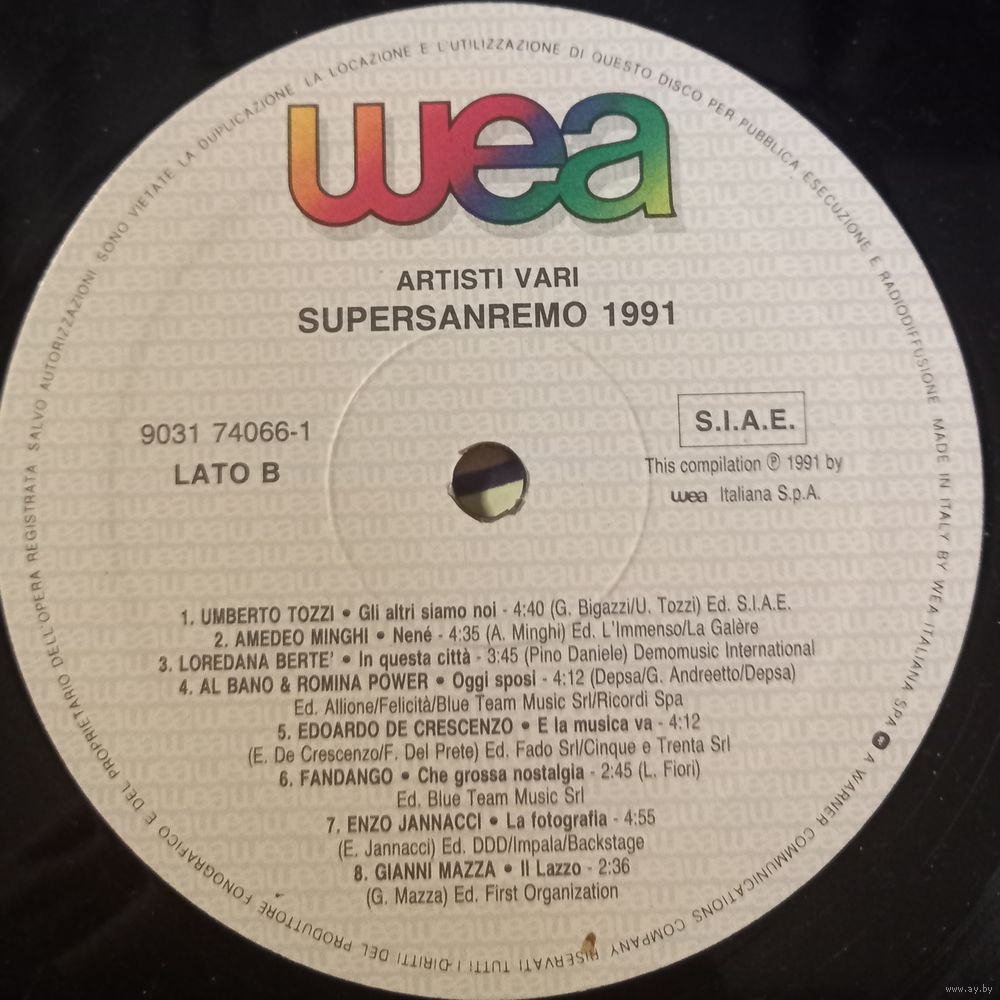 SALVO AUTORIZZAZIONI SONO VIETATE LA DUPLICAZIONE LA LOCAZIONE E L'UTILIZZAZIONE DI QUESTO DISCO PER PUBBLICA ESECUZIONE E RADIODIFFUSIONE MADE IN ITALY BY WEA ITALIANA SPA A WARNER COMMUNICATIONS COMPANY RISERVATI TUTTI I DIRITTI DEL PRODUTTORE FONOGRAFICO E DEL PROPRIETARIO DELL'OPERA REGISTRATA
wea
ARTISTI VARI
SUPERSANREMO 1991
9031 74066-1
LATO B
S.I.A.E.
This compilation ℗ 1991 by
wea Italiana S.p.A.
1. UMBERTO TOZZI • Gli altri siamo noi - 4:40 (G. Bigazzi/U. Tozzi) Ed. S.I.A.E.
2. AMEDEO MINGHI • Nené - 4:35 (A. Minghi) Ed. L'Immenso/La Galère
3. LOREDANA BERTE' • In questa città - 3:45 (Pino Daniele) Demomusic International
4. AL BANO & ROMINA POWER • Oggi sposi - 4:12 (Depsa/G. Andreetto/Depsa)
Ed. Allione/Felicità/Blue Team Music Srl/Ricordi Spa
5. EDOARDO DE CRESCENZO • E la musica va - 4:12
(E. De Crescenzo/F. Del Prete) Ed. Fado Srl/Cinque e Trenta Srl
6. FANDANGO • Che grossa nostalgia - 2:45 (L. Fiori)
Ed. Blue Team Music Srl
7. ENZO JANNACCI • La fotografia - 4:55
(E. Jannacci) Ed. DDD/Impala/Backstage
8. GIANNI MAZZA • Il Lazzo - 2:36
(G. Mazza) Ed. First Organization
www.ay.by